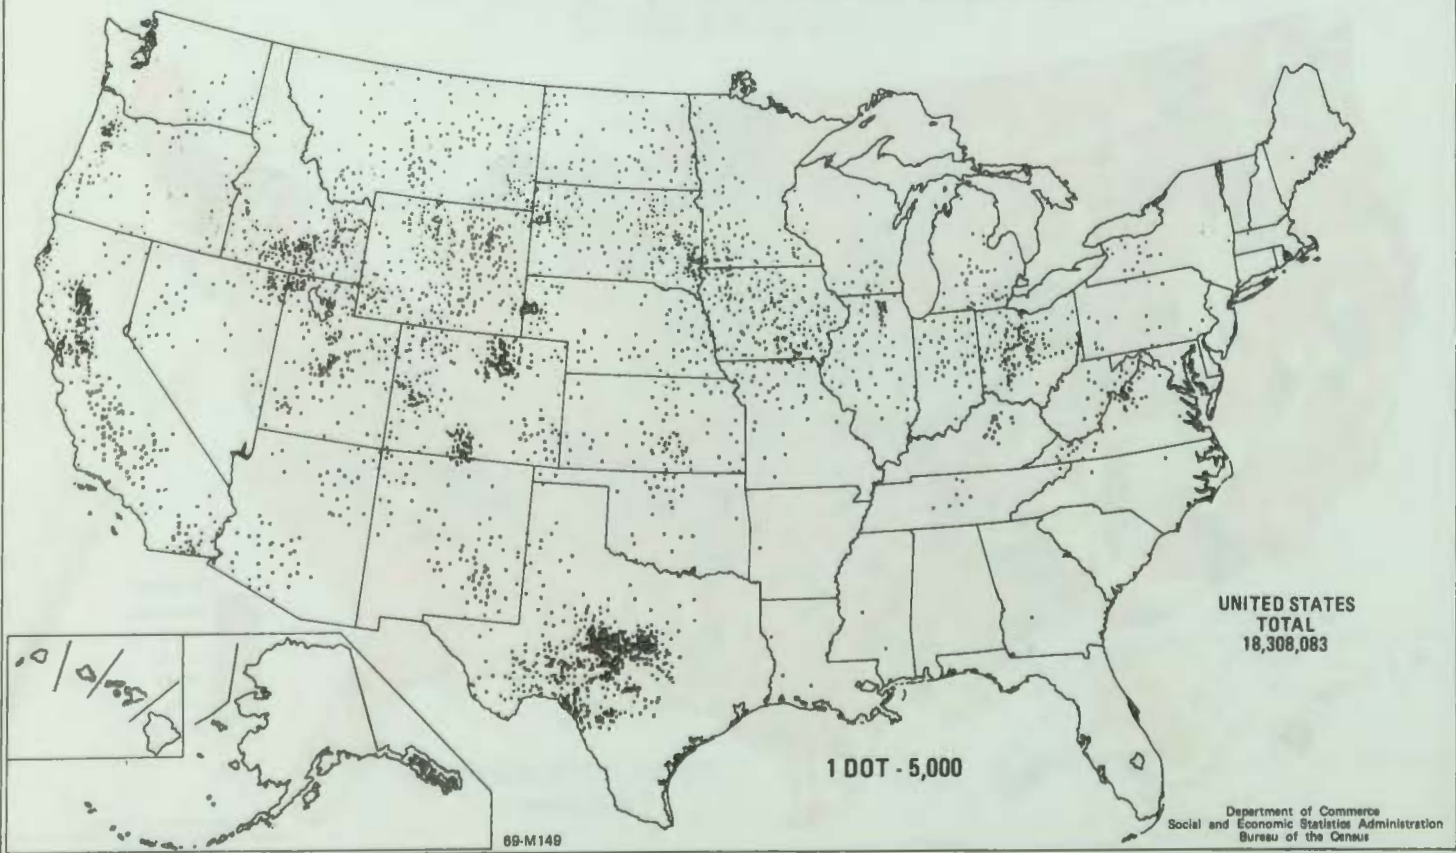 UNITED STATES
TOTAL
18,308,083
1 DOT - 5,000
69-M149
Department of Commerce
Social and Economic Statistics Administration
Bureau of the Census